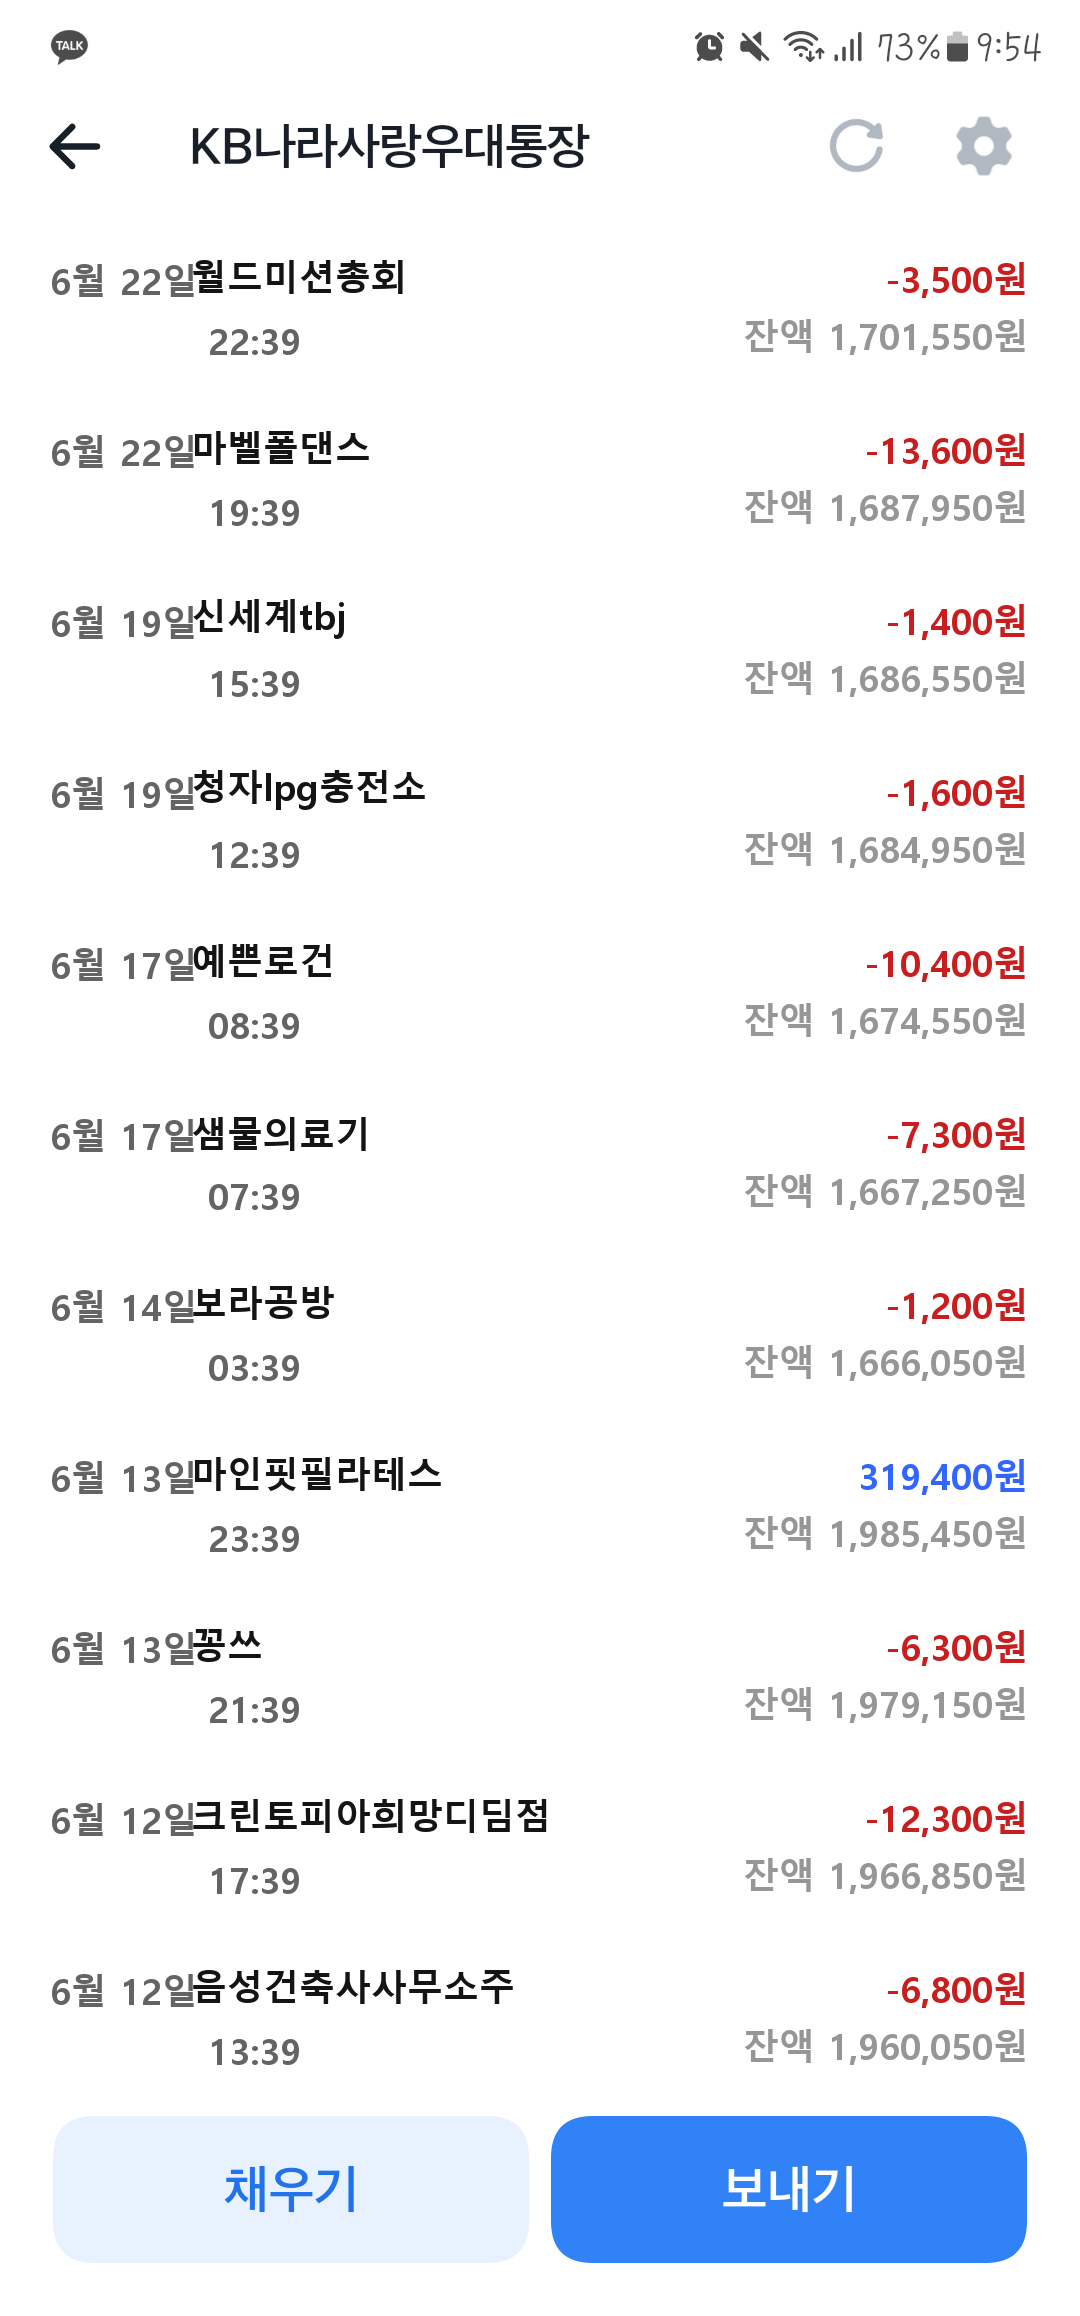 TALK 73% 9:54
KB나라사랑우대통장
6월 22일 월드미션총회 -3,500원
22:39 잔액 1,701,550원
6월 22일 마벨폴댄스 -13,600원
19:39 잔액 1,687,950원
6월 19일 신세계tbj -1,400원
15:39 잔액 1,686,550원
6월 19일 청자lpg충전소 -1,600원
12:39 잔액 1,684,950원
6월 17일 예쁜로건 -10,400원
08:39 잔액 1,674,550원
6월 17일 샘물의료기 -7,300원
07:39 잔액 1,667,250원
6월 14일 보라공방 -1,200원
03:39 잔액 1,666,050원
6월 13일 마인핏필라테스 319,400원
23:39 잔액 1,985,450원
6월 13일 꽁쓰 -6,300원
21:39 잔액 1,979,150원
6월 12일 크린토피아희망디딤점 -12,300원
17:39 잔액 1,966,850원
6월 12일 음성건축사사무소주 -6,800원
13:39 잔액 1,960,050원
채우기 보내기